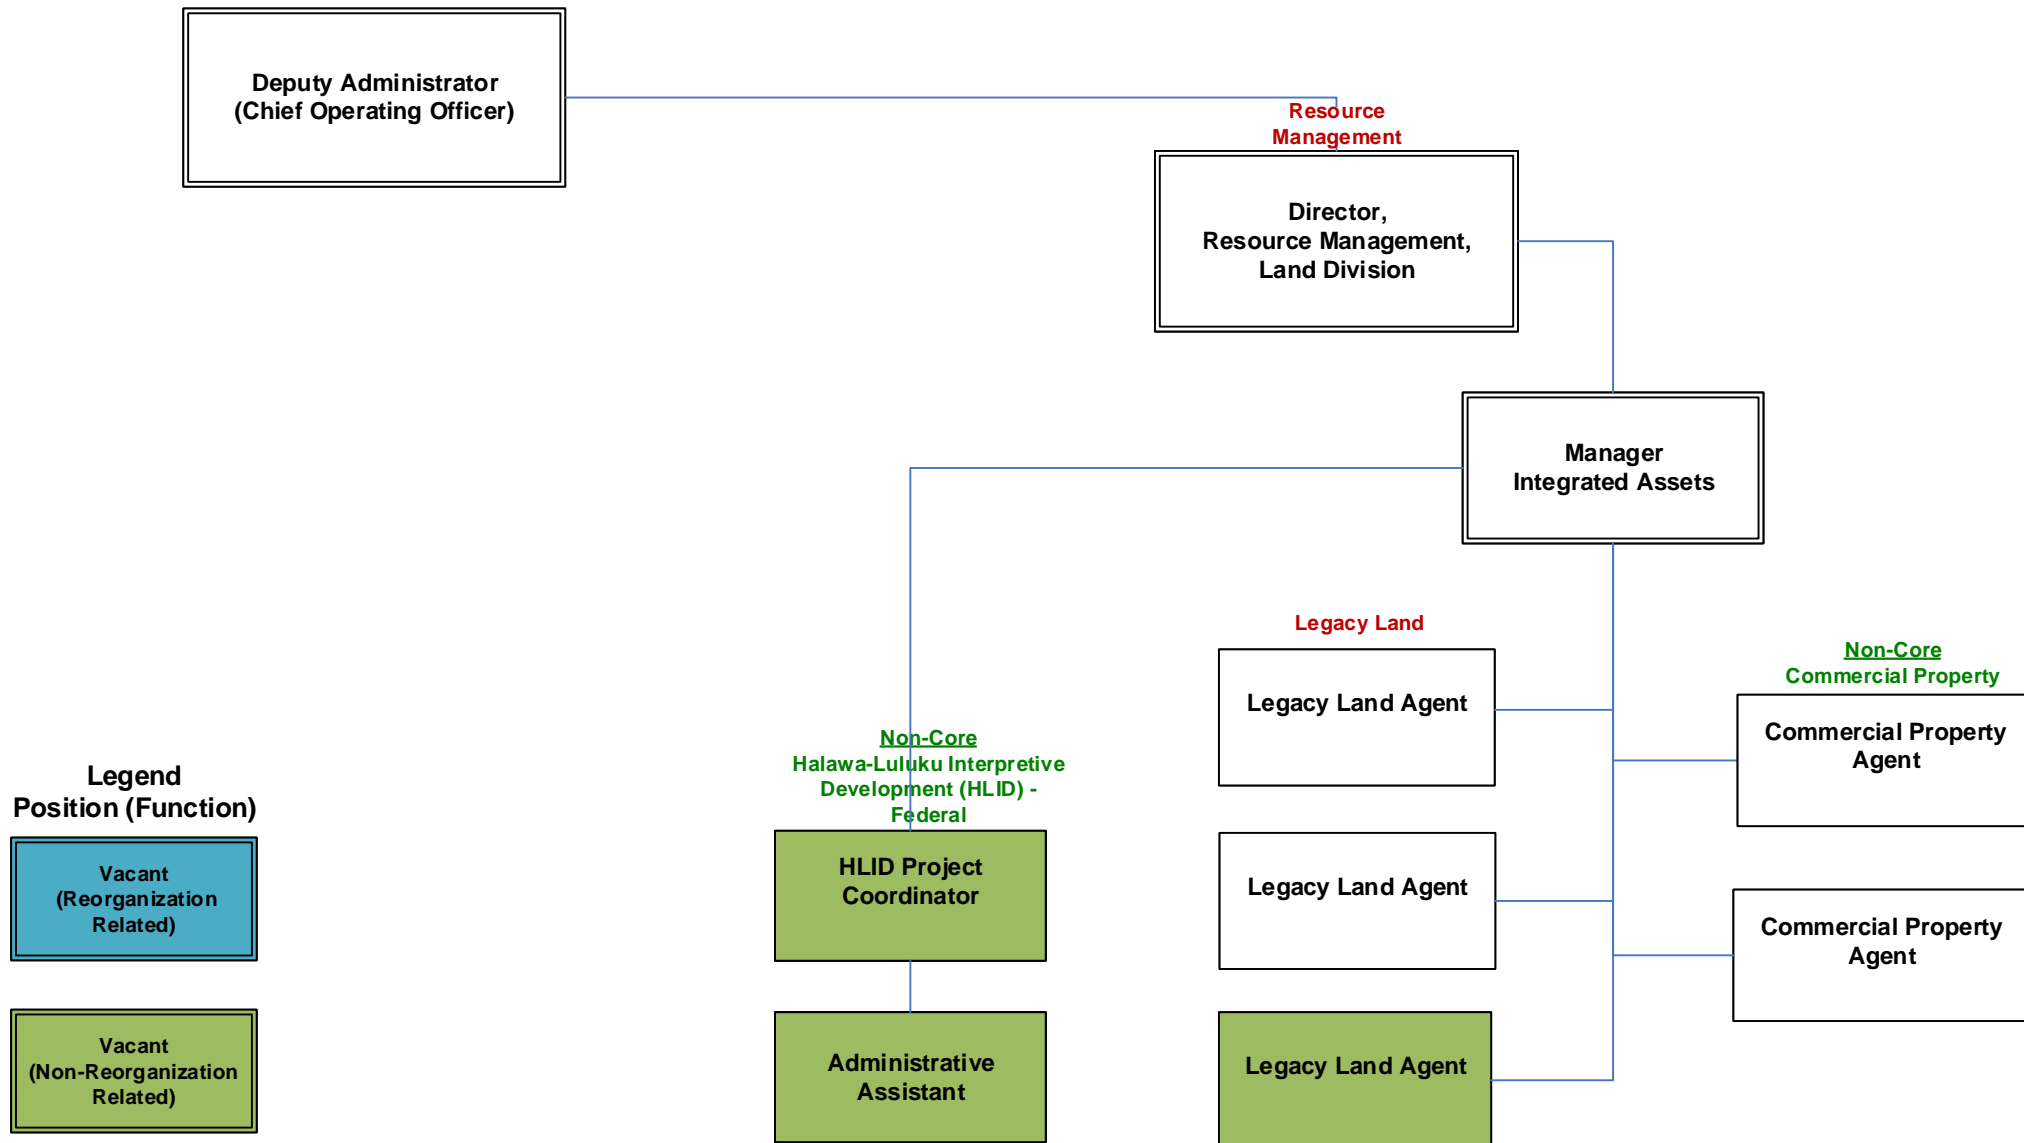 Deputy Administrator
(Chief Operating Officer)
Resource
Management
Director,
Resource Management,
Land Division
Manager
Integrated Assets
Legacy Land
Legacy Land Agent
Non-Core
Commercial Property
Commercial Property
Agent
Non-Core
Halawa-Luluku Interpretive
Development (HLID) -
Federal
HLID Project
Coordinator
Legacy Land Agent
Commercial Property
Agent
Administrative
Assistant
Legacy Land Agent
Legend
Position (Function)
Vacant
(Reorganization
Related)
Vacant
(Non-Reorganization
Related)